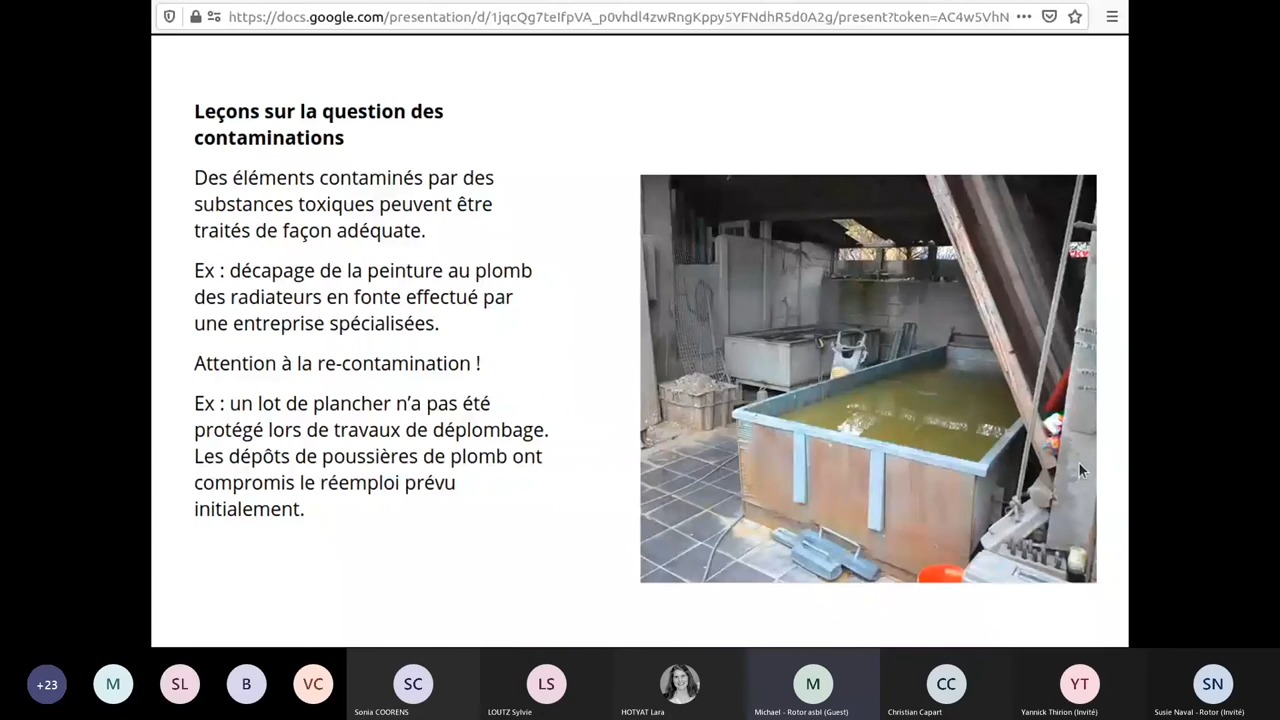 https://docs.google.com/presentation/d/1jqcQg7teIfpVA_p0vhdl4zwRngKppy5YFNdhR5d0A2g/present?token=AC4w5VhN
Leçons sur la question des
contaminations
Des éléments contaminés par des
substances toxiques peuvent être
traités de façon adéquate.
Ex : décapage de la peinture au plomb
des radiateurs en fonte effectué par
une entreprise spécialisées.
Attention à la re-contamination !
Ex : un lot de plancher n’a pas été
protégé lors de travaux de déplombage.
Les dépôts de poussières de plomb ont
compromis le réemploi prévu
initialement.
+23
M
SL
B
VC
SC
LS
M
CC
YT
SN
Sonia COORENS
LOUTZ Sylvie
HOTYAT Lara
Michael - Rotor asbl (Guest)
Christian Capart
Yannick Thirion (Invité)
Susie Naval - Rotor (Invité)